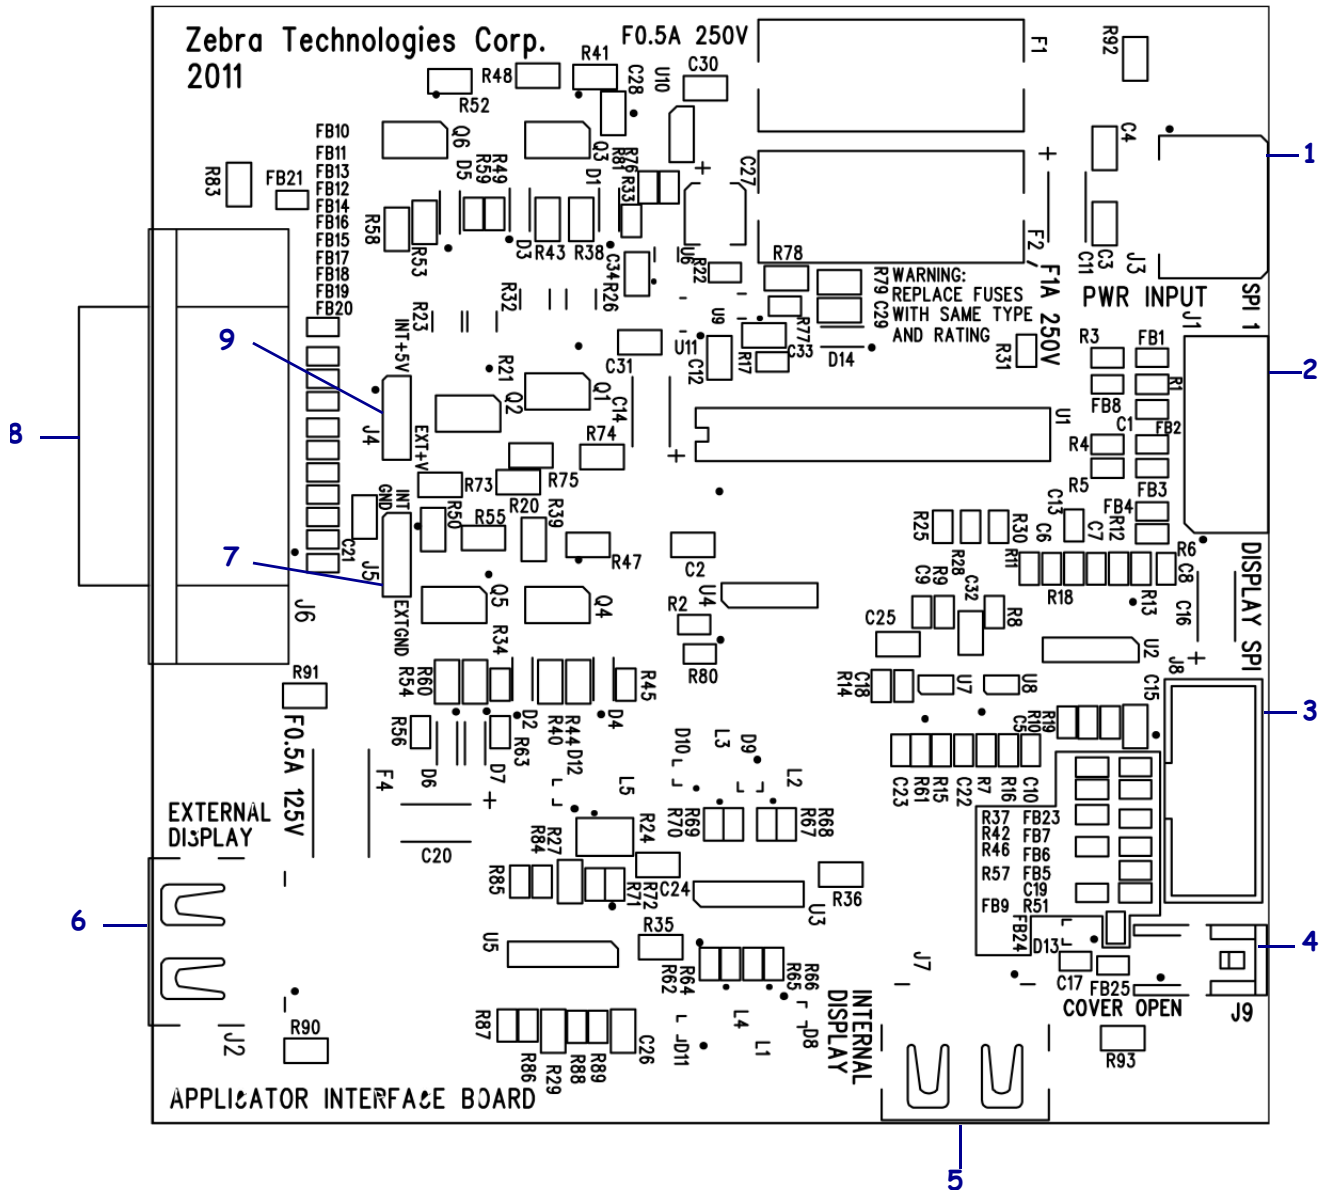 Zebra Technologies Corp.
2011
F0.5A 250V
R41
R48
R52
C28
U10
C30
F1
R92
C4
1
FB10
FB11
FB13
FB12
FB14
FB16
FB15
FB17
FB18
FB19
FB20
R83
FB21
Q6
D5
R59
R49
Q3
D1
R81
R76
R33
C27
F2
R58
R53
D3
R43
R38
C34
R26
U6
R22
R78
R79
C29
C11
C3
J3
WARNING:
REPLACE FUSES
WITH SAME TYPE
AND RATING
F1A 250V
PWR INPUT
SPI 1
J1
R23
R32
INT+5V
9
C31
U11
U9
C12
R17
R77
C33
D14
R31
R3
FB1
2
R21
Q1
Q2
C14
U1
R1
FB8
C1
FB2
8
J4
EXT+V
R74
R4
R73
R75
R20
R5
FB3
INT
GND
R50
R55
R39
R47
C2
R25
R28
R30
C13
C6
C7
FB4
R12
C21
7
J5
R6
DISPLAY SPI
R11
R18
R13
C8
C16
J6
EXTGND
Q5
Q4
R2
U4
C9
R9
C32
R8
C25
U2
R34
R80
J8
R91
R54
R60
R45
R14
C18
U7
U8
C15
3
F0.5A 125V
R56
D2
R40
R44
D12
D4
R63
D10
L3
D9
L2
C5
R10
R19
F4
D6
D7
L5
C23
R61
R15
C22
R7
R16
C10
EXTERNAL
DISPLAY
C20
R84
R27
R24
R70
R69
R67
R68
R37
FB23
R42
FB7
R46
FB6
R57
FB5
C19
FB9
R51
FB24
R85
R71
R72
C24
U3
R36
6
U5
R35
D13
4
R62
R64
R65
R66
J7
C17
FB25
COVER OPEN
J9
INTERNAL
DISPLAY
L4
L1
D8
J2
R90
R87
R86
R29
R88
R89
C26
D11
R93
APPLICATOR INTERFACE BOARD
5